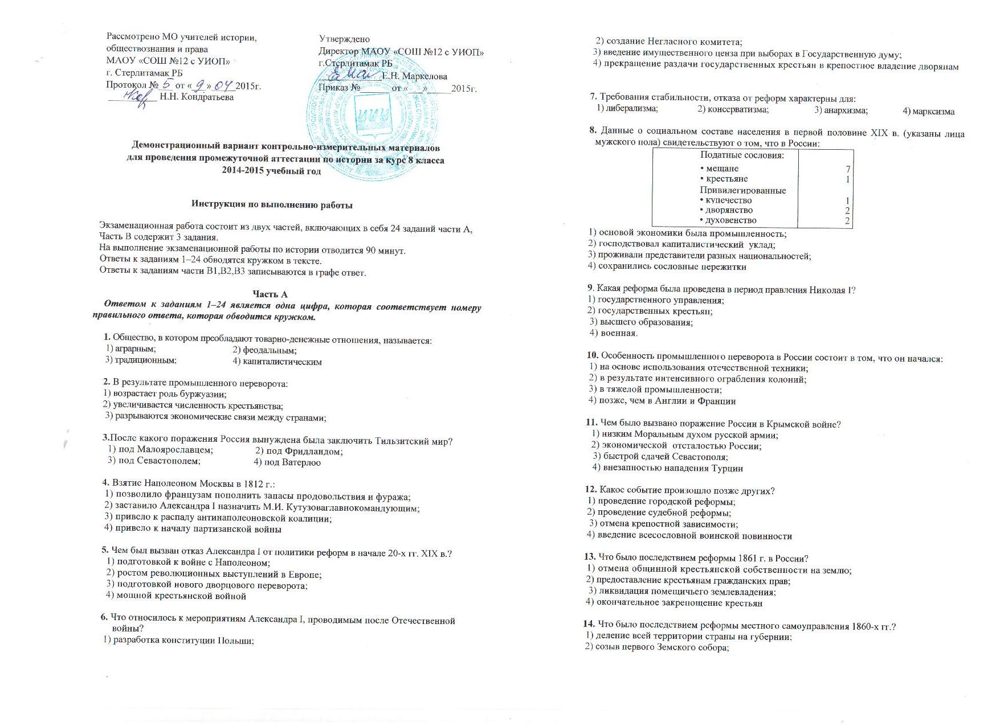 Рассмотрено МО учителей истории,
обществознания и права
МАОУ «СОШ №12 с УИОП»
г. Стерлитамак РБ
Протокол № 5 от « 9 » 04 2015г.
Н.Н. Кондратьева
Утверждено
Директор МАОУ «СОШ №12 с УИОП»
г.Стерлитамак РБ
Е.Н. Маркелова
Приказ №______ от «___»_____2015г.
Демонстрационный вариант контрольно-измерительных материалов
для проведения промежуточной аттестации по истории за курс 8 класса
2014-2015 учебный год
Инструкция по выполнению работы
Экзаменационная работа состоит из двух частей, включающих в себя 24 заданий части А,
Часть В содержит 3 задания.
На выполнение экзаменационной работы по истории отводится 90 минут.
Ответы к заданиям 1–24 обводятся кружком в тексте.
Ответы к заданиям части В1,В2,В3 записываются в графе ответ.
Часть А
Ответом к заданиям 1–24 является одна цифра, которая соответствует номеру
правильного ответа, которая обводится кружком.
1. Общество, в котором преобладают товарно-денежные отношения, называется:
1) аграрным; 2) феодальным;
3) традиционным; 4) капиталистическим
2. В результате промышленного переворота:
1) возрастает роль буржуазии;
2) увеличивается численность крестьянства;
3) разрываются экономические связи между странами;
3.После какого поражения Россия вынуждена была заключить Тильзитский мир?
1) под Малоярославцем; 2) под Фридландом;
3) под Севастополем; 4) под Ватерлоо
4. Взятие Наполеоном Москвы в 1812 г.:
1) позволило французам пополнить запасы продовольствия и фуража;
2) заставило Александра I назначить М.И. Кутузоваглавнокомандующим;
3) привело к распаду антинаполеоновской коалиции;
4) привело к началу партизанской войны
5. Чем был вызван отказ Александра I от политики реформ в начале 20-х гг. XIX в.?
1) подготовкой к войне с Наполеоном;
2) ростом революционных выступлений в Европе;
3) подготовкой нового дворцового переворота;
4) мощной крестьянской войной
6. Что относилось к мероприятиям Александра I, проводимым после Отечественной
войны?
1) разработка конституции Польши;
2) создание Негласного комитета;
3) введение имущественного ценза при выборах в Государственную думу;
4) прекращение раздачи государственных крестьян в крепостное владение дворянам
7. Требования стабильности, отказа от реформ характерны для:
1) либерализма; 2) консерватизма; 3) анархизма; 4) марксизма
8. Данные о социальном составе населения в первой половине XIX в. (указаны лица
мужского пола) свидетельствуют о том, что в России:
Податные сословия:
• мещане 7
• крестьяне 1
Привилегированные
• купечество 1
• дворянство 2
• духовенство 2
1) основой экономики была промышленность;
2) господствовал капиталистический уклад;
3) проживали представители разных национальностей;
4) сохранились сословные пережитки
9. Какая реформа была проведена в период правления Николая I?
1) государственного управления;
2) государственных крестьян;
3) высшего образования;
4) военная.
10. Особенность промышленного переворота в России состоит в том, что он начался:
1) на основе использования отечественной техники;
2) в результате интенсивного ограбления колоний;
3) в тяжелой промышленности;
4) позже, чем в Англии и Франции
11. Чем было вызвано поражение России в Крымской войне?
1) низким Моральным духом русской армии;
2) экономической отсталостью России;
3) быстрой сдачей Севастополя;
4) внезапностью нападения Турции
12. Какое событие произошло позже других?
1) проведение городской реформы;
2) проведение судебной реформы;
3) отмена крепостной зависимости;
4) введение всесословной воинской повинности
13. Что было последствием реформы 1861 г. в России?
1) отмена общинной крестьянской собственности на землю;
2) предоставление крестьянам гражданских прав;
3) ликвидация помещичьего землевладения;
4) окончательное закрепощение крестьян
14. Что было последствием реформы местного самоуправления 1860-х гг.?
1) деление всей территории страны на губернии;
2) созыв первого Земского собора;